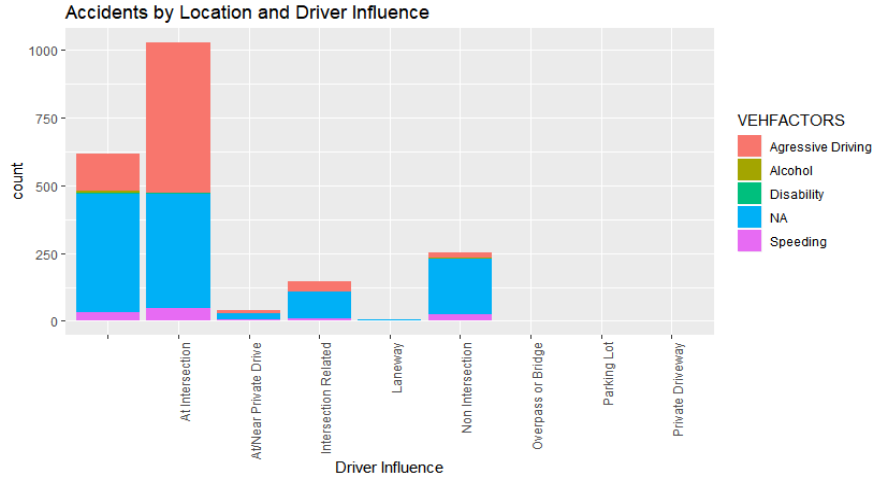 Accidents by Location and Driver Influence
1000
750
500
250
0
count
At Intersection
At/Near Private Drive
Intersection Related
Laneway
Non Intersection
Overpass or Bridge
Parking Lot
Private Driveway
Driver Influence
VEHFACTORS
Agressive Driving
Alcohol
Disability
NA
Speeding